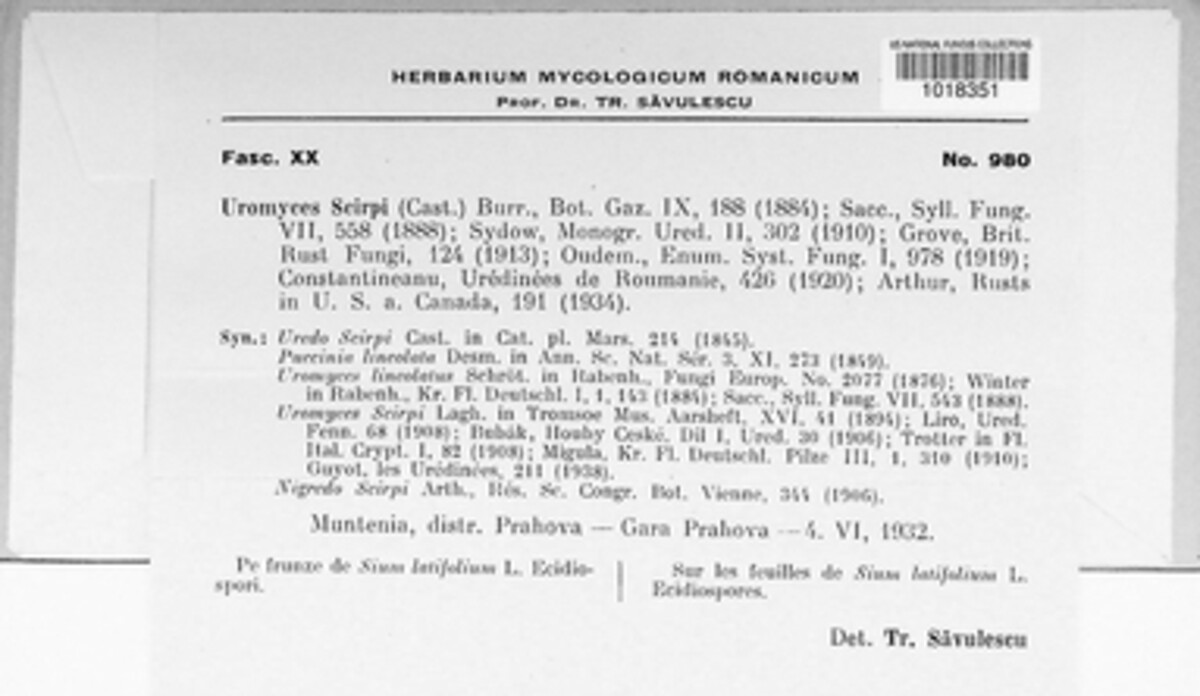 US NATIONAL FUNGUS COLLECTIONS
1018351
HERBARIUM MYCOLOGICUM ROMANICUM
Prof. Dr. TR. SĂVULESCU
Fasc. XX No. 980
Uromyces Scirpi (Cast.) Burr., Bot. Gaz. IX, 188 (1884); Sacc., Syll. Fung.
VII, 558 (1888); Sydow, Monogr. Ured. II, 302 (1910); Grove, Brit.
Rust Fungi, 124 (1913); Oudem., Enum. Syst. Fung. I, 978 (1919);
Constantineanu, Urédinées de Roumanie, 426 (1920); Arthur, Rusts
in U. S. a. Canada, 191 (1934).
Syn.: Uredo Scirpi Cast. in Cat. pl. Mars. 214 (1845).
Puccinia lineolata Desm. in Ann. Sc. Nat. Sér. 3, XI, 273 (1849).
Uromyces lineolatus Schröt. in Rabenh., Fungi Europ. No. 2077 (1876); Winter
in Rabenh., Kr. Fl. Deutschl. I, 1, 143 (1884); Sacc., Syll. Fung. VII, 543 (1888).
Uromyces Scirpi Lagh. in Tromsoe Mus. Aarsheft, XVI, 41 (1894); Liro, Ured.
Fenn. 68 (1908); Bubák, Houby České. Díl I, Ured. 30 (1906); Trotter in Fl.
Ital. Crypt. I, 82 (1908); Migula, Kr. Fl. Deutschl. Pilze III, 1, 310 (1910);
Guyot, les Urédinées, 211 (1938).
Nigredo Scirpi Arth., Rés. Sc. Congr. Bot. Vienne, 344 (1906).
Muntenia, distr. Prahova — Gara Prahova — 4. VI, 1932.
Pe frunze de Sium latifolium L. Ecidio-
spori.
Sur les feuilles de Sium latifolium L.
Ecidiospores.
Det. Tr. Săvulescu